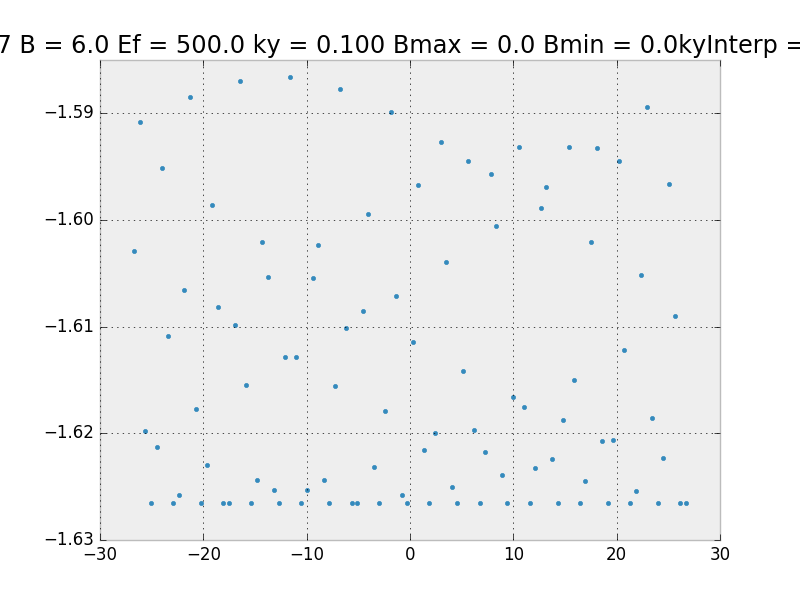 7 B = 6.0 Ef = 500.0 ky = 0.100 Bmax = 0.0 Bmin = 0.0kyInterp =
−1.59
−1.60
−1.61
−1.62
−1.63
−30 −20 −10 0 10 20 30